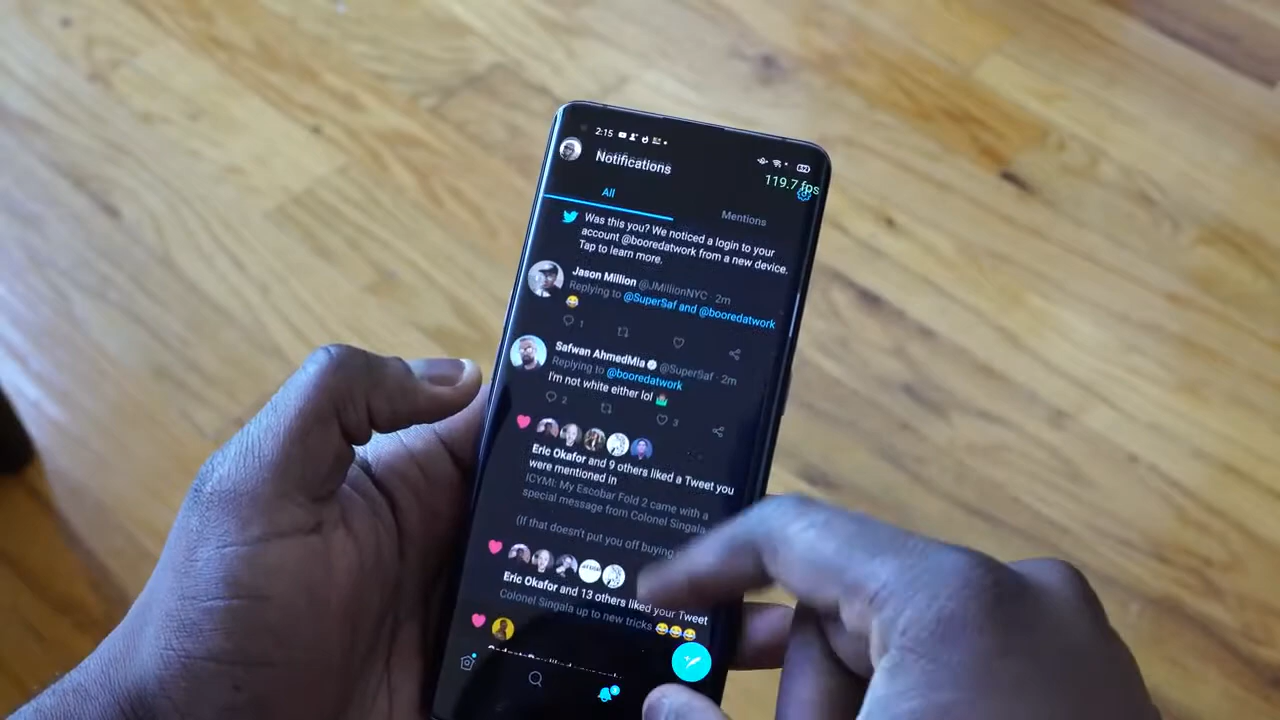 2:15
Notifications
119.7 fps
All
Mentions
Was this you? We noticed a login to your
account @booredatwork from a new device.
Tap to learn more.
Jason Million @JMillionNYC · 2m
Replying to @SuperSaf and @booredatwork
1
Safwan AhmedMia @SuperSaf · 2m
Replying to @booredatwork
I'm not white either lol
2
3
Eric Okafor and 9 others liked a Tweet you
were mentioned in
ICYMI: My Escobar Fold 2 came with a
special message from Colonel Singala
(If that doesn't put you off buying
Eric Okafor and 13 others liked your Tweet
Colonel Singala up to new tricks